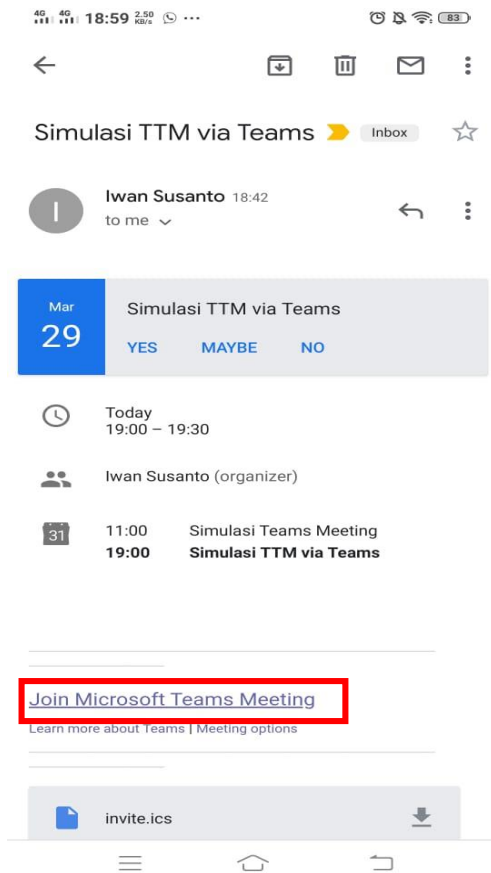 4G 4G 18:59 2.50 KB/s ... 83
Simulasi TTM via Teams Inbox
I
Iwan Susanto 18:42
to me
Mar
29
Simulasi TTM via Teams
YES MAYBE NO
Today
19:00 – 19:30
Iwan Susanto (organizer)
31
11:00 Simulasi Teams Meeting
19:00 Simulasi TTM via Teams
Join Microsoft Teams Meeting
Learn more about Teams | Meeting options
invite.ics